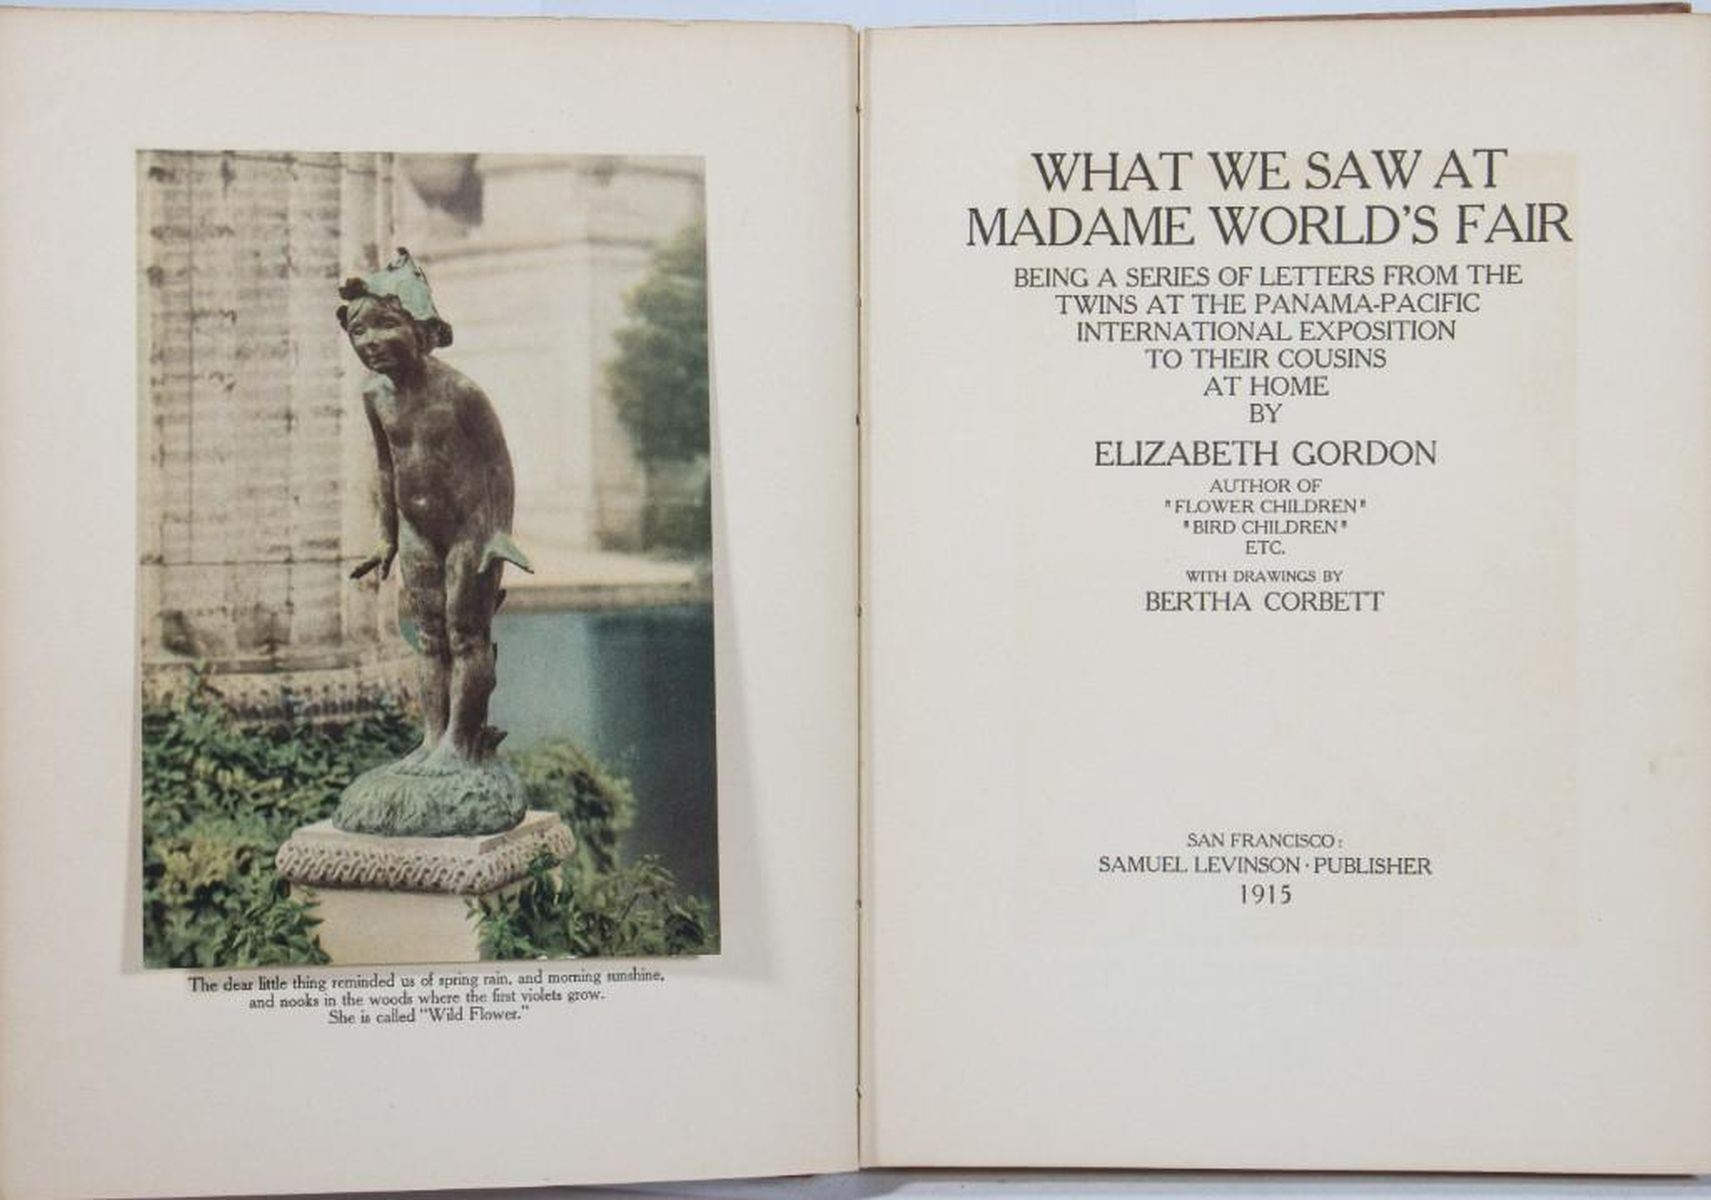 The dear little thing reminded us of spring rain, and morning sunshine,
and nooks in the woods where the first violets grow.
She is called "Wild Flower."
WHAT WE SAW AT
MADAME WORLD'S FAIR
BEING A SERIES OF LETTERS FROM THE
TWINS AT THE PANAMA-PACIFIC
INTERNATIONAL EXPOSITION
TO THEIR COUSINS
AT HOME
BY
ELIZABETH GORDON
AUTHOR OF
"FLOWER CHILDREN"
"BIRD CHILDREN"
ETC.
WITH DRAWINGS BY
BERTHA CORBETT
SAN FRANCISCO:
SAMUEL LEVINSON · PUBLISHER
1915